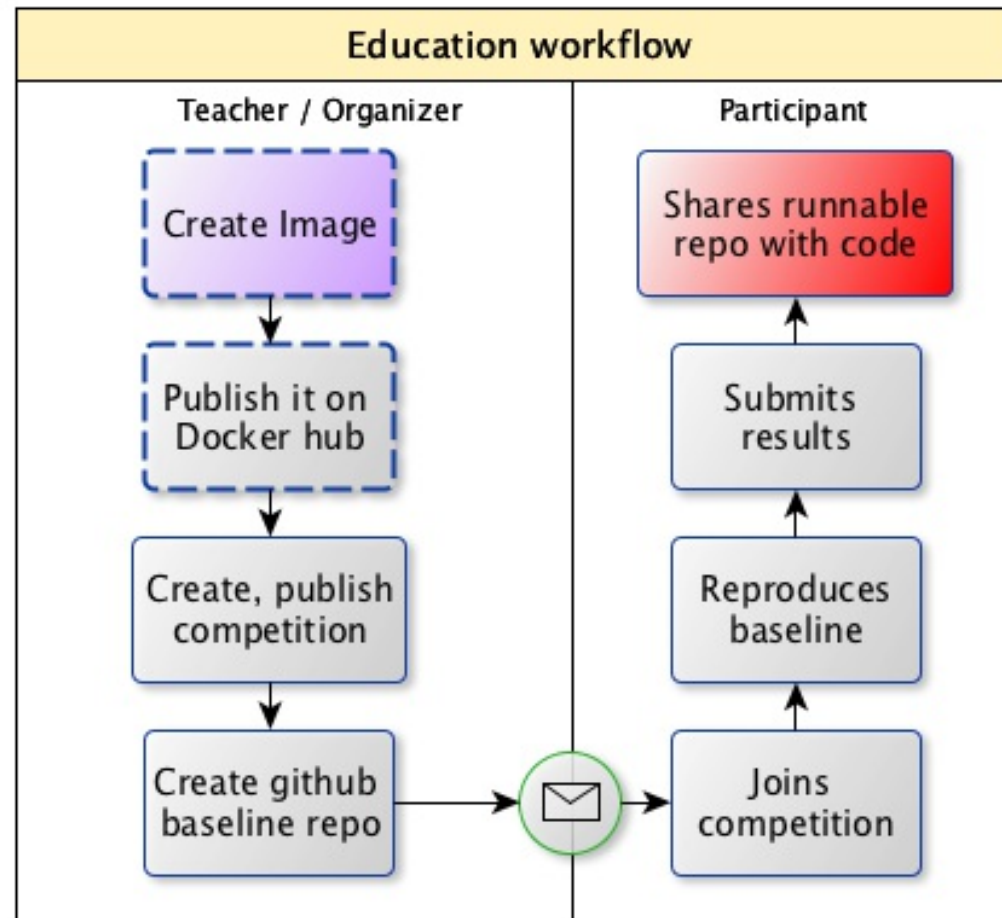 Education workflow
Teacher / Organizer
Create Image
Publish it on
Docker hub
Create, publish
competition
Create github
baseline repo
Participant
Shares runnable
repo with code
Submits
results
Reproduces
baseline
Joins
competition